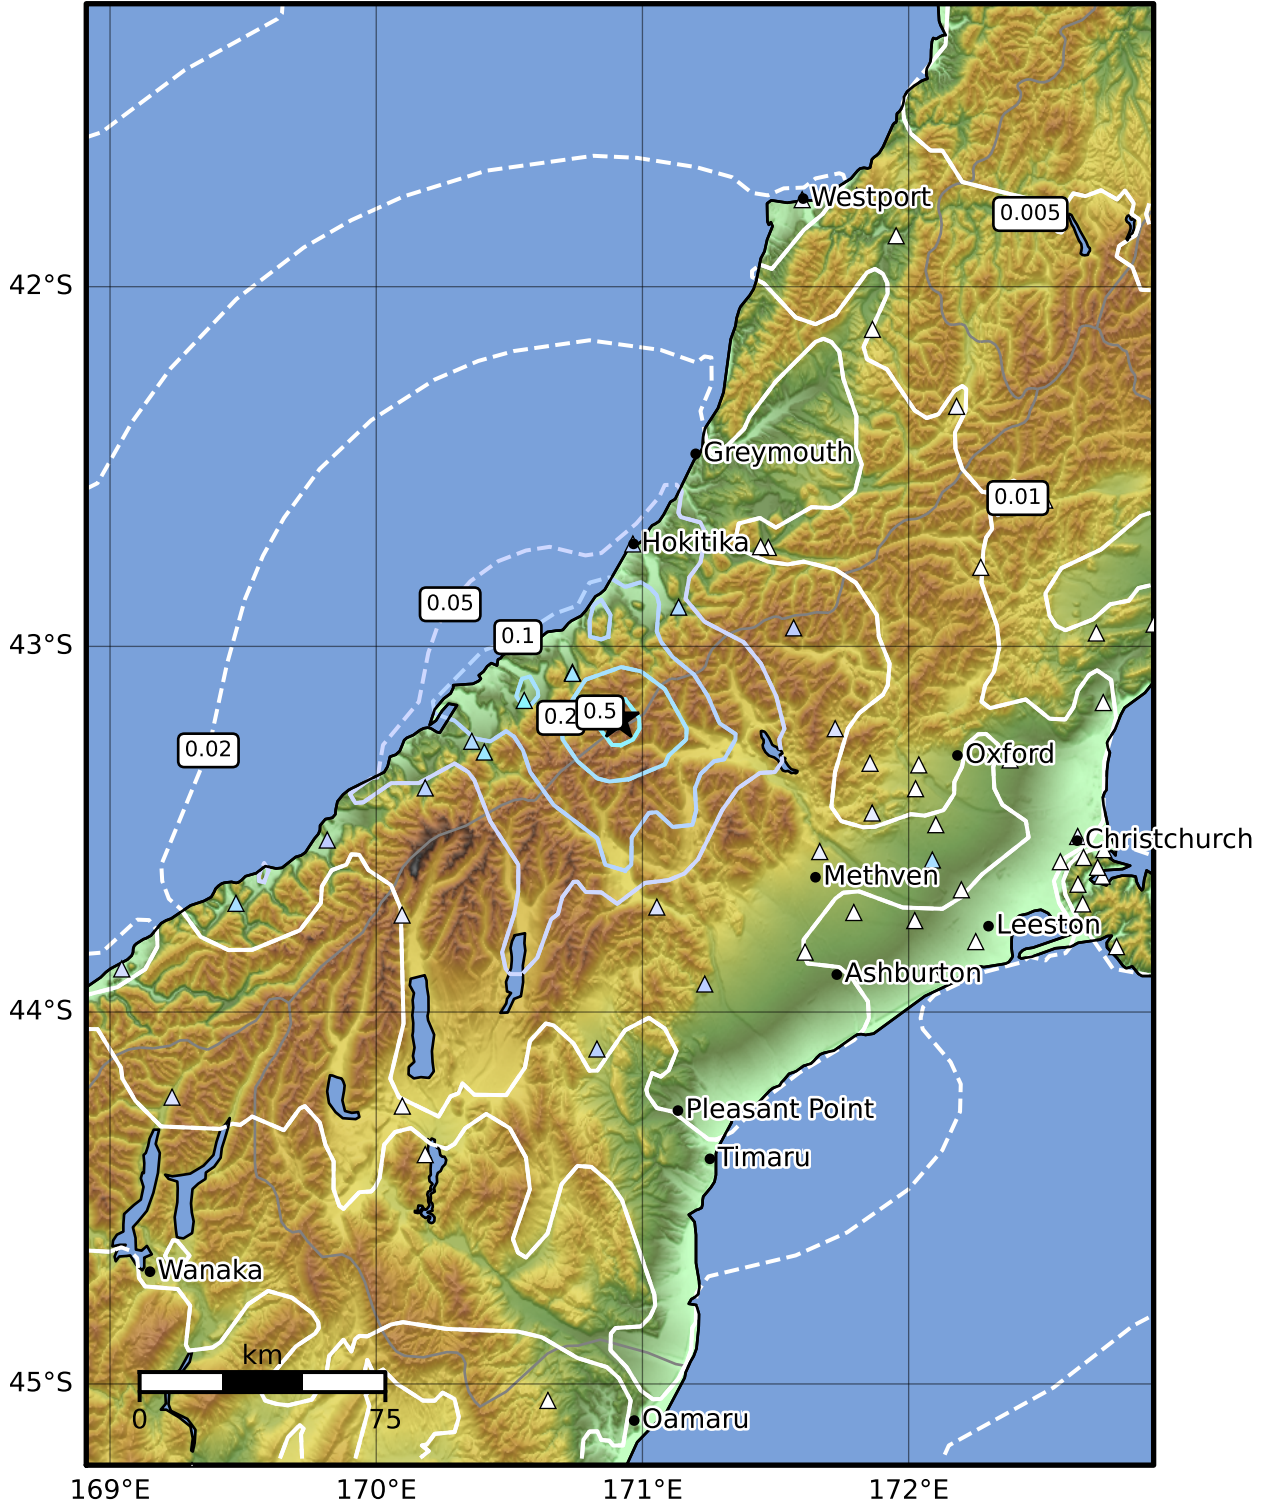 Westport
0.005
42°S
Greymouth
0.01
Hokitika
0.05
0.1
43°S
0.2
0.5
0.02
Oxford
Christchurch
Methven
Leeston
Ashburton
44°S
Pleasant Point
Timaru
Wanaka
km
0
75
45°S
Oamaru
169°E
170°E
171°E
172°E